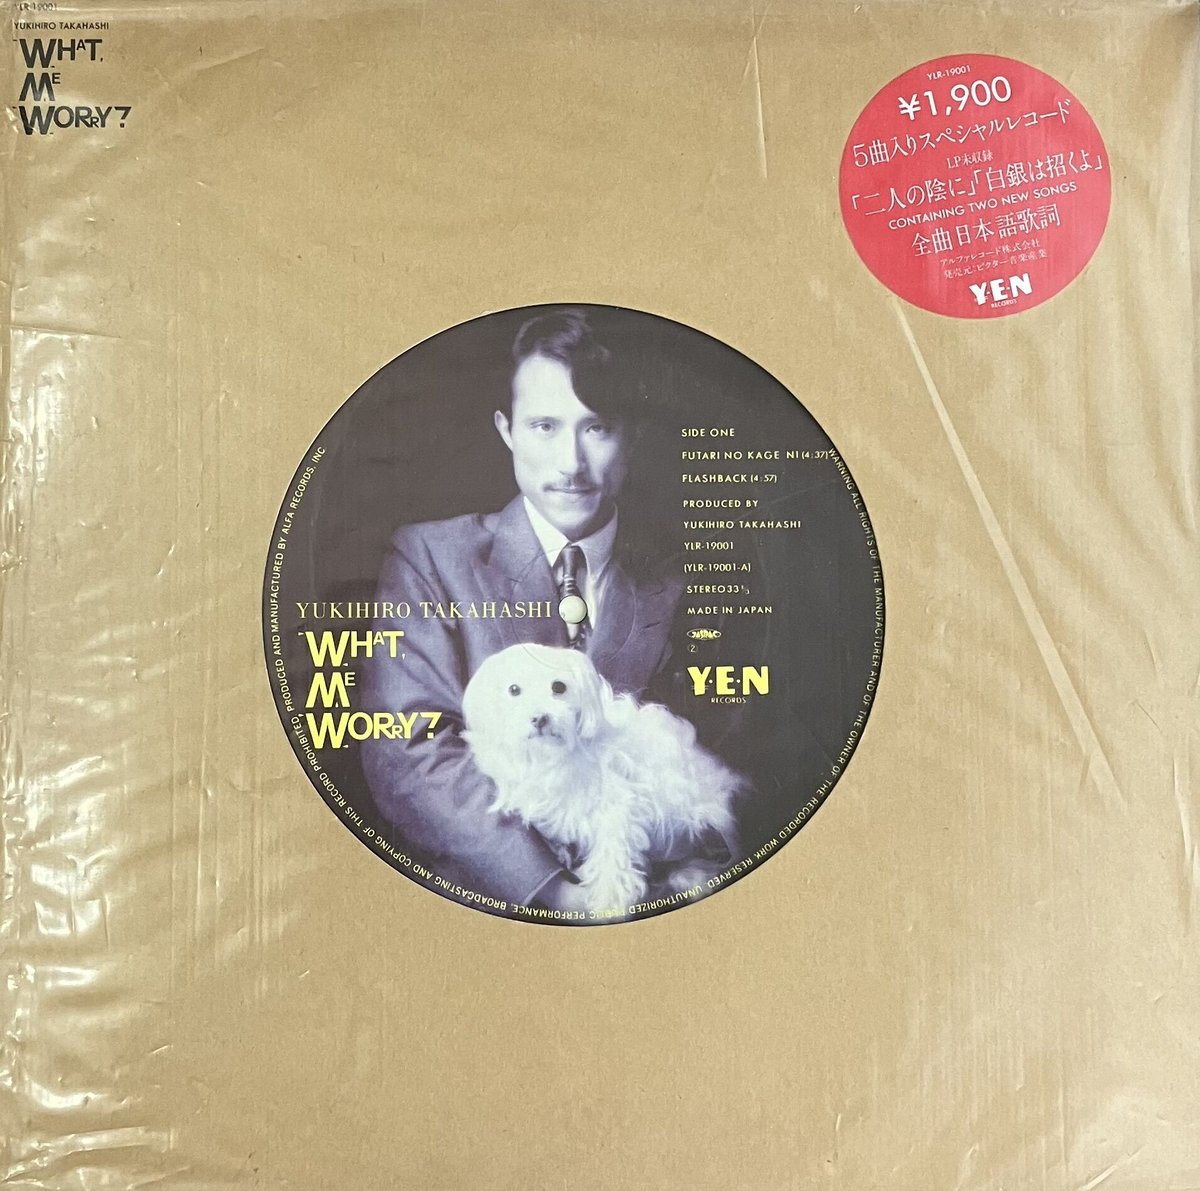 YLR-19001
YUKIHIRO TAKAHASHI
WHAT,
ME
WORRY?
YLR-19001
¥1,900
5曲入りスペシャルレコード
LP未収録
「二人の陰に」「白銀は招くよ」
CONTAINING TWO NEW SONGS
全曲日本語歌詞
アルファレコード株式会社
発売元:ビクター音楽産業
Y·E·N
RECORDS
SIDE ONE
FUTARI NO KAGE NI (4:37)
FLASHBACK (4:57)
PRODUCED BY
YUKIHIRO TAKAHASHI
YLR-19001
(YLR-19001-A)
STEREO 33⅓
MADE IN JAPAN
JASRAC
②
Y·E·N
RECORDS
YUKIHIRO TAKAHASHI
"WHAT,
ME
WORRY?"
WARNING ALL RIGHTS OF THE MANUFACTURER AND OF THE OWNER OF THE RECORDED WORK RESERVED. UNAUTHORIZED PUBLIC PERFORMANCE, BROADCASTING AND COPYING OF THIS RECORD PROHIBITED PRODUCED AND MANUFACTURED BY ALFA RECORDS, INC